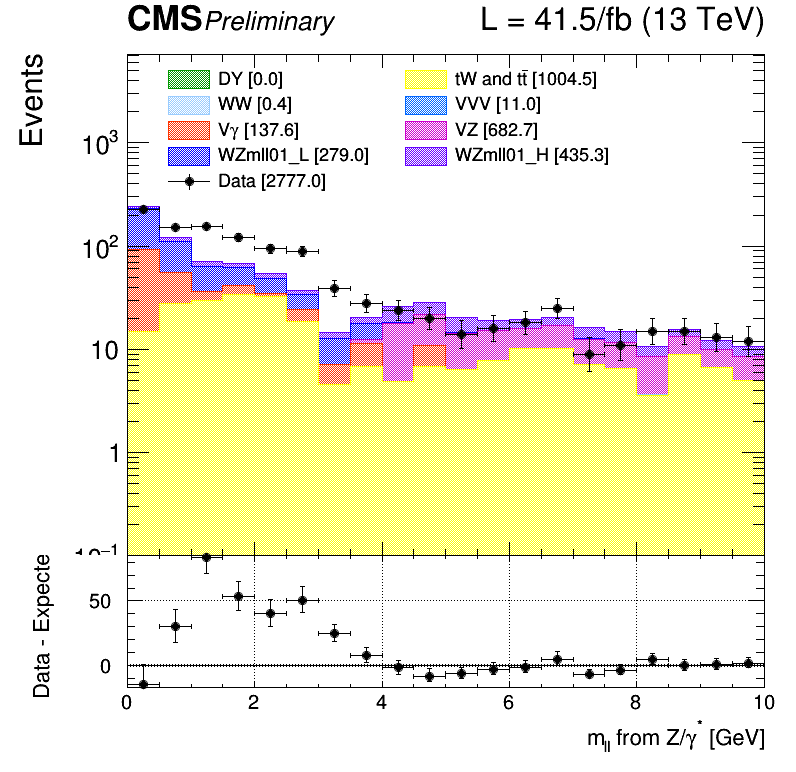 CMS Preliminary L = 41.5/fb (13 TeV)
Events
DY [0.0] tW and tt̄ [1004.5]
WW [0.4] VVV [11.0]
Vγ [137.6] VZ [682.7]
WZmll01_L [279.0] WZmll01_H [435.3]
Data [2777.0]
10³
10²
10
1
Data - Expecte
50
0
0 2 4 6 8 10
m_ll from Z/γ* [GeV]